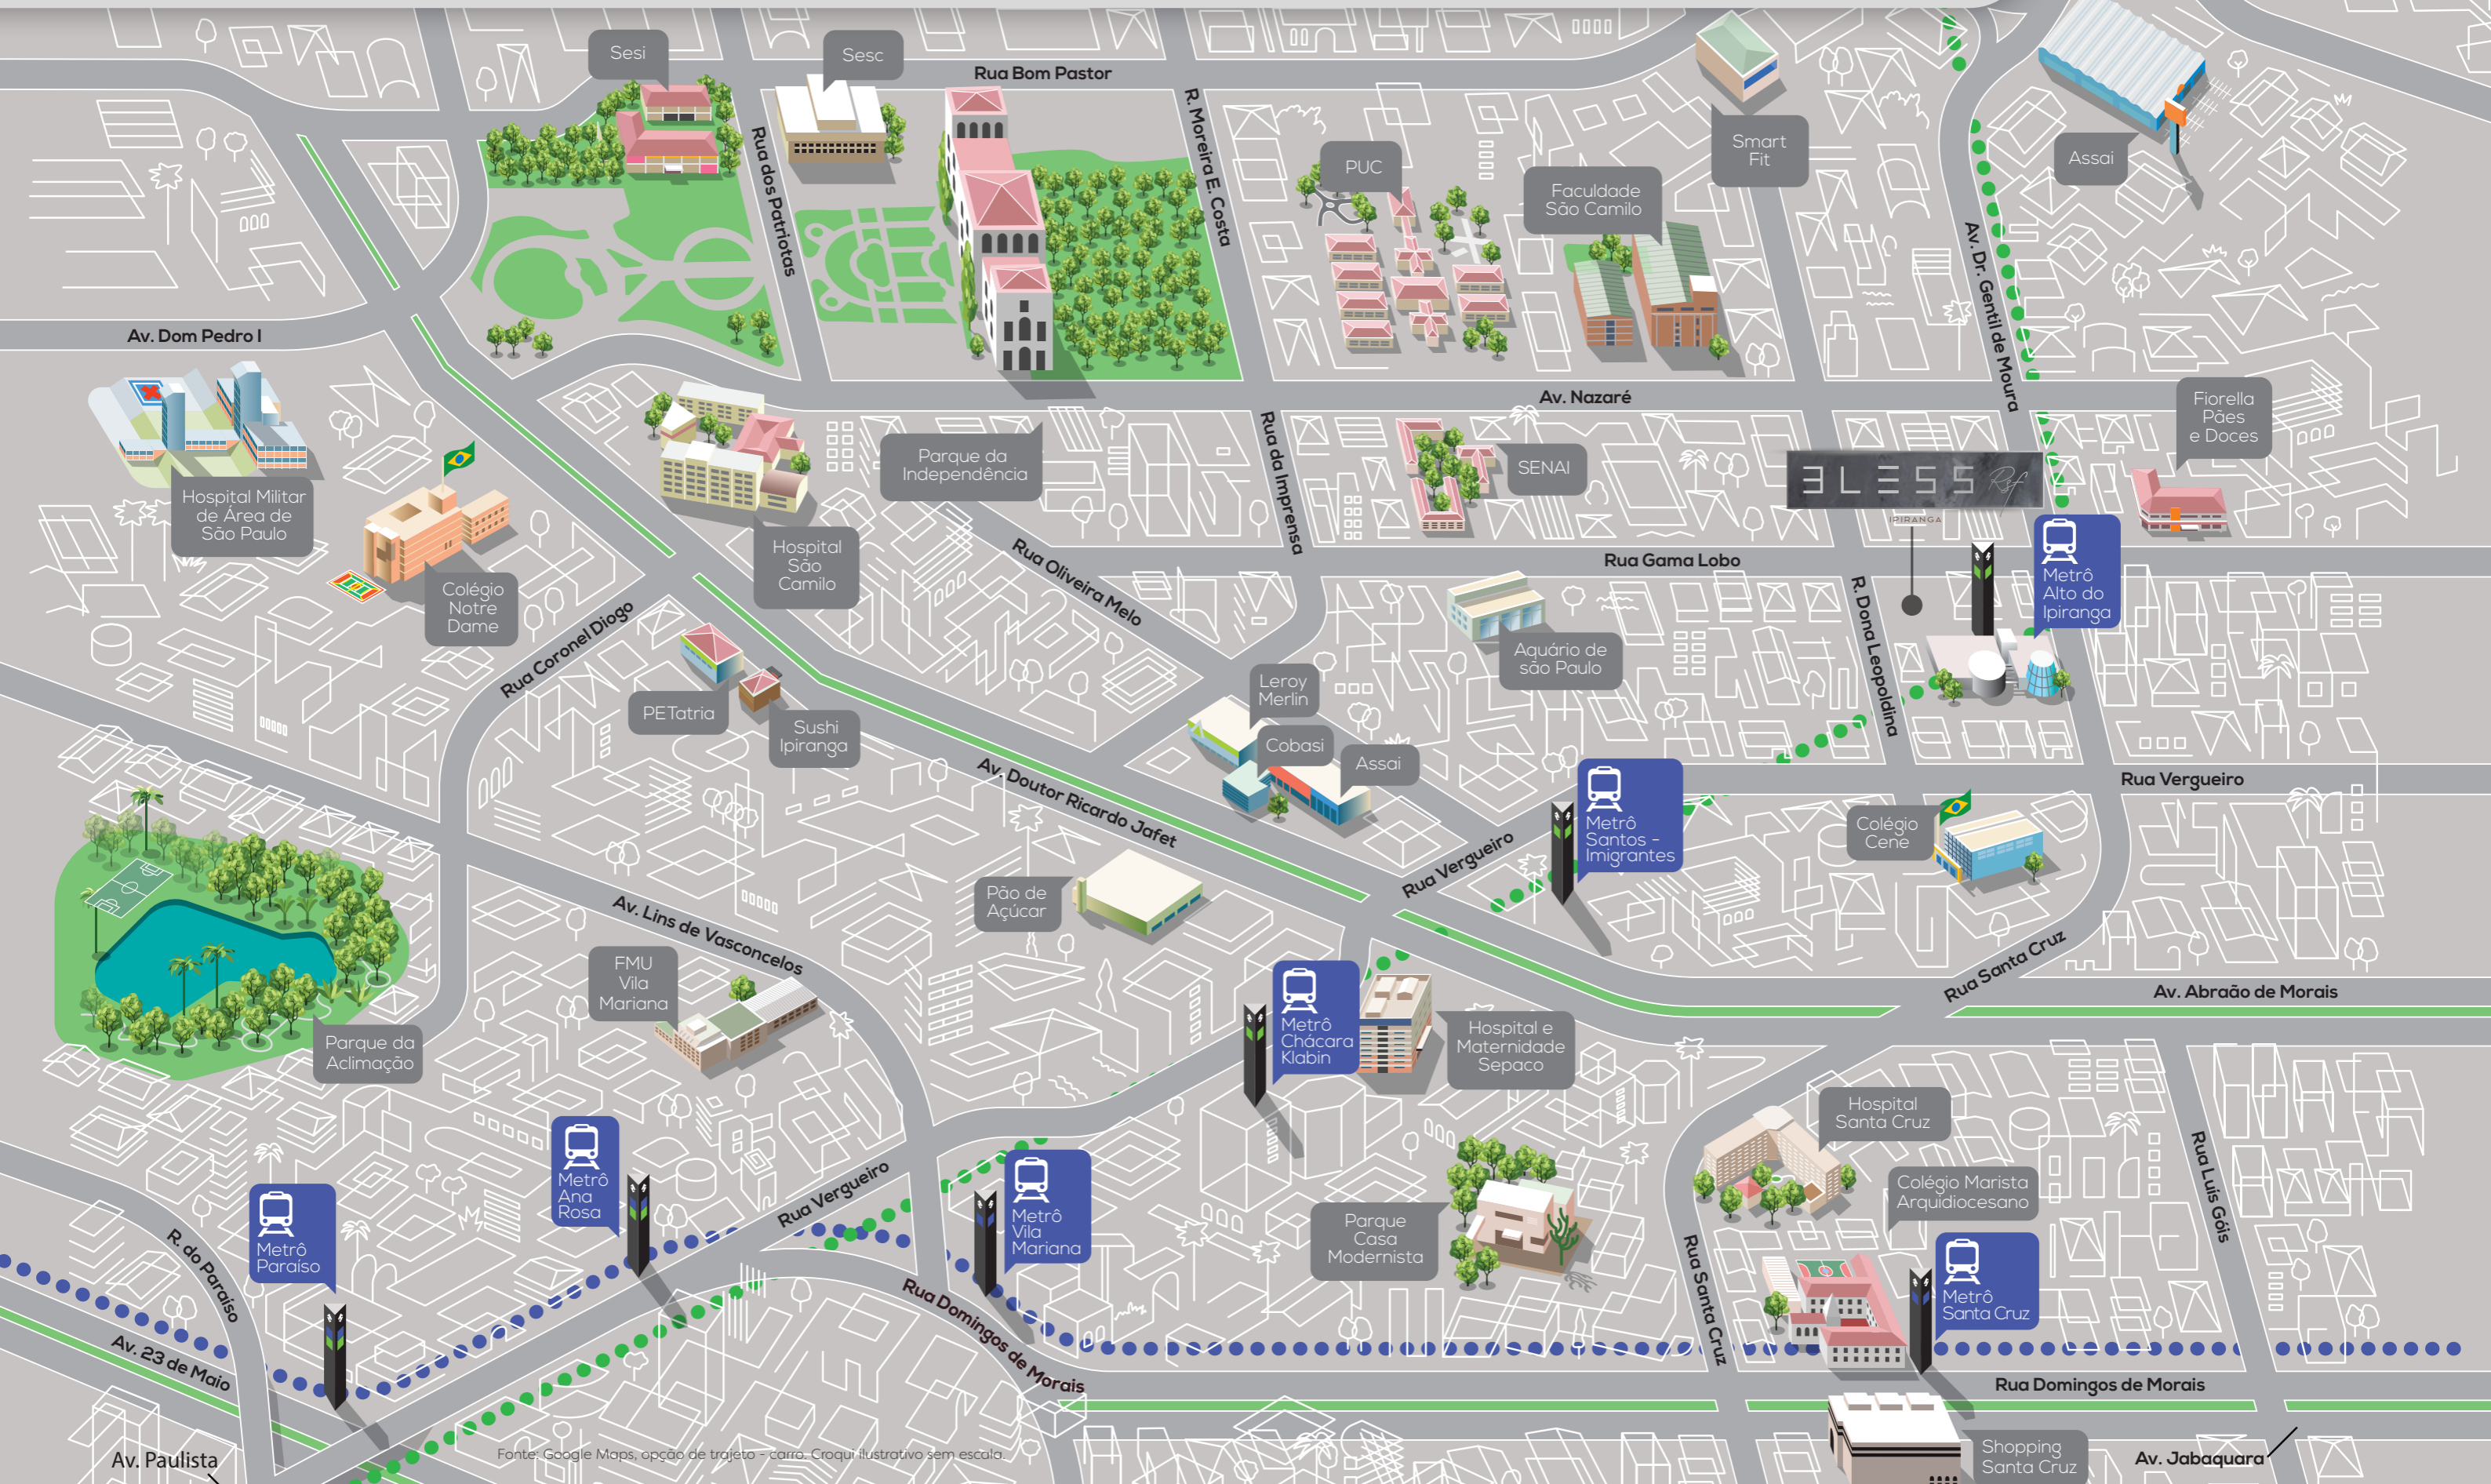 Sesi
Sesc
Rua Bom Pastor
R. Moreira E. Costa
Rua dos Patriotas
PUC
Faculdade
São Camilo
Smart
Fit
Assai
Av. Dr. Gentil de Moura
Av. Dom Pedro I
Av. Nazaré
Hospital Militar
de Área de
São Paulo
Colégio
Notre
Dame
Hospital
São
Camilo
Parque da
Independência
Rua da Imprensa
SENAI
BLESS Ref
IPIRANGA
Fiorella
Pães
e Doces
Metrô
Alto do
Ipiranga
Rua Gama Lobo
Rua Oliveira Melo
Rua Coronel Diogo
PETatria
Sushi
Ipiranga
Leroy
Merlin
Cobasi
Assai
Aquário de
são Paulo
R. Dona Leopoldina
Av. Doutor Ricardo Jafet
Rua Vergueiro
Metrô
Santos -
Imigrantes
Colégio
Cene
Rua Vergueiro
Pão de
Açúcar
Av. Lins de Vasconcelos
FMU
Vila
Mariana
Parque da
Aclimação
Metrô
Chácara
Klabin
Hospital e
Maternidade
Sepaco
Rua Santa Cruz
Av. Abraão de Morais
Hospital
Santa Cruz
Colégio Marista
Arquidiocesano
Rua Luis Góis
Metrô
Paraíso
R. do Paraíso
Metrô
Ana
Rosa
Rua Vergueiro
Metrô
Vila
Mariana
Parque
Casa
Modernista
Rua Santa Cruz
Metrô
Santa Cruz
Av. 23 de Maio
Rua Domingos de Morais
Rua Domingos de Morais
Av. Paulista
Fonte: Google Maps, opção de trajeto - carro. Croqui ilustrativo sem escala.
Shopping
Santa Cruz
Av. Jabaquara